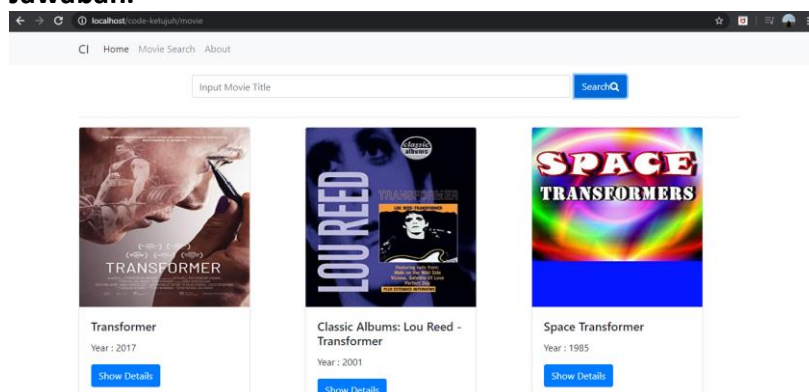 Jawaban:
localhost/code-ketujuh/movie
CI Home Movie Search About
Input Movie Title Search
TRANSFORMER
classic albums
LOU REED
TRANSFORMER
SPACE
TRANSFORMERS
Transformer
Year : 2017
Show Details
Classic Albums: Lou Reed -
Transformer
Year : 2001
Show Details
Space Transformer
Year : 1985
Show Details